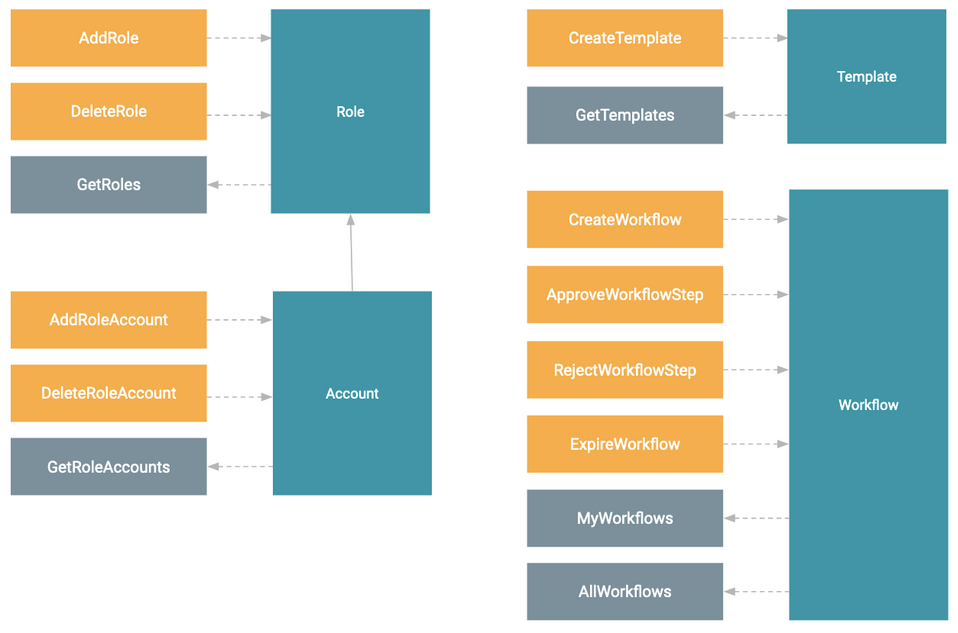 AddRole
DeleteRole
GetRoles
Role
AddRoleAccount
DeleteRoleAccount
GetRoleAccounts
Account
CreateTemplate
GetTemplates
Template
CreateWorkflow
ApproveWorkflowStep
RejectWorkflowStep
ExpireWorkflow
MyWorkflows
AllWorkflows
Workflow